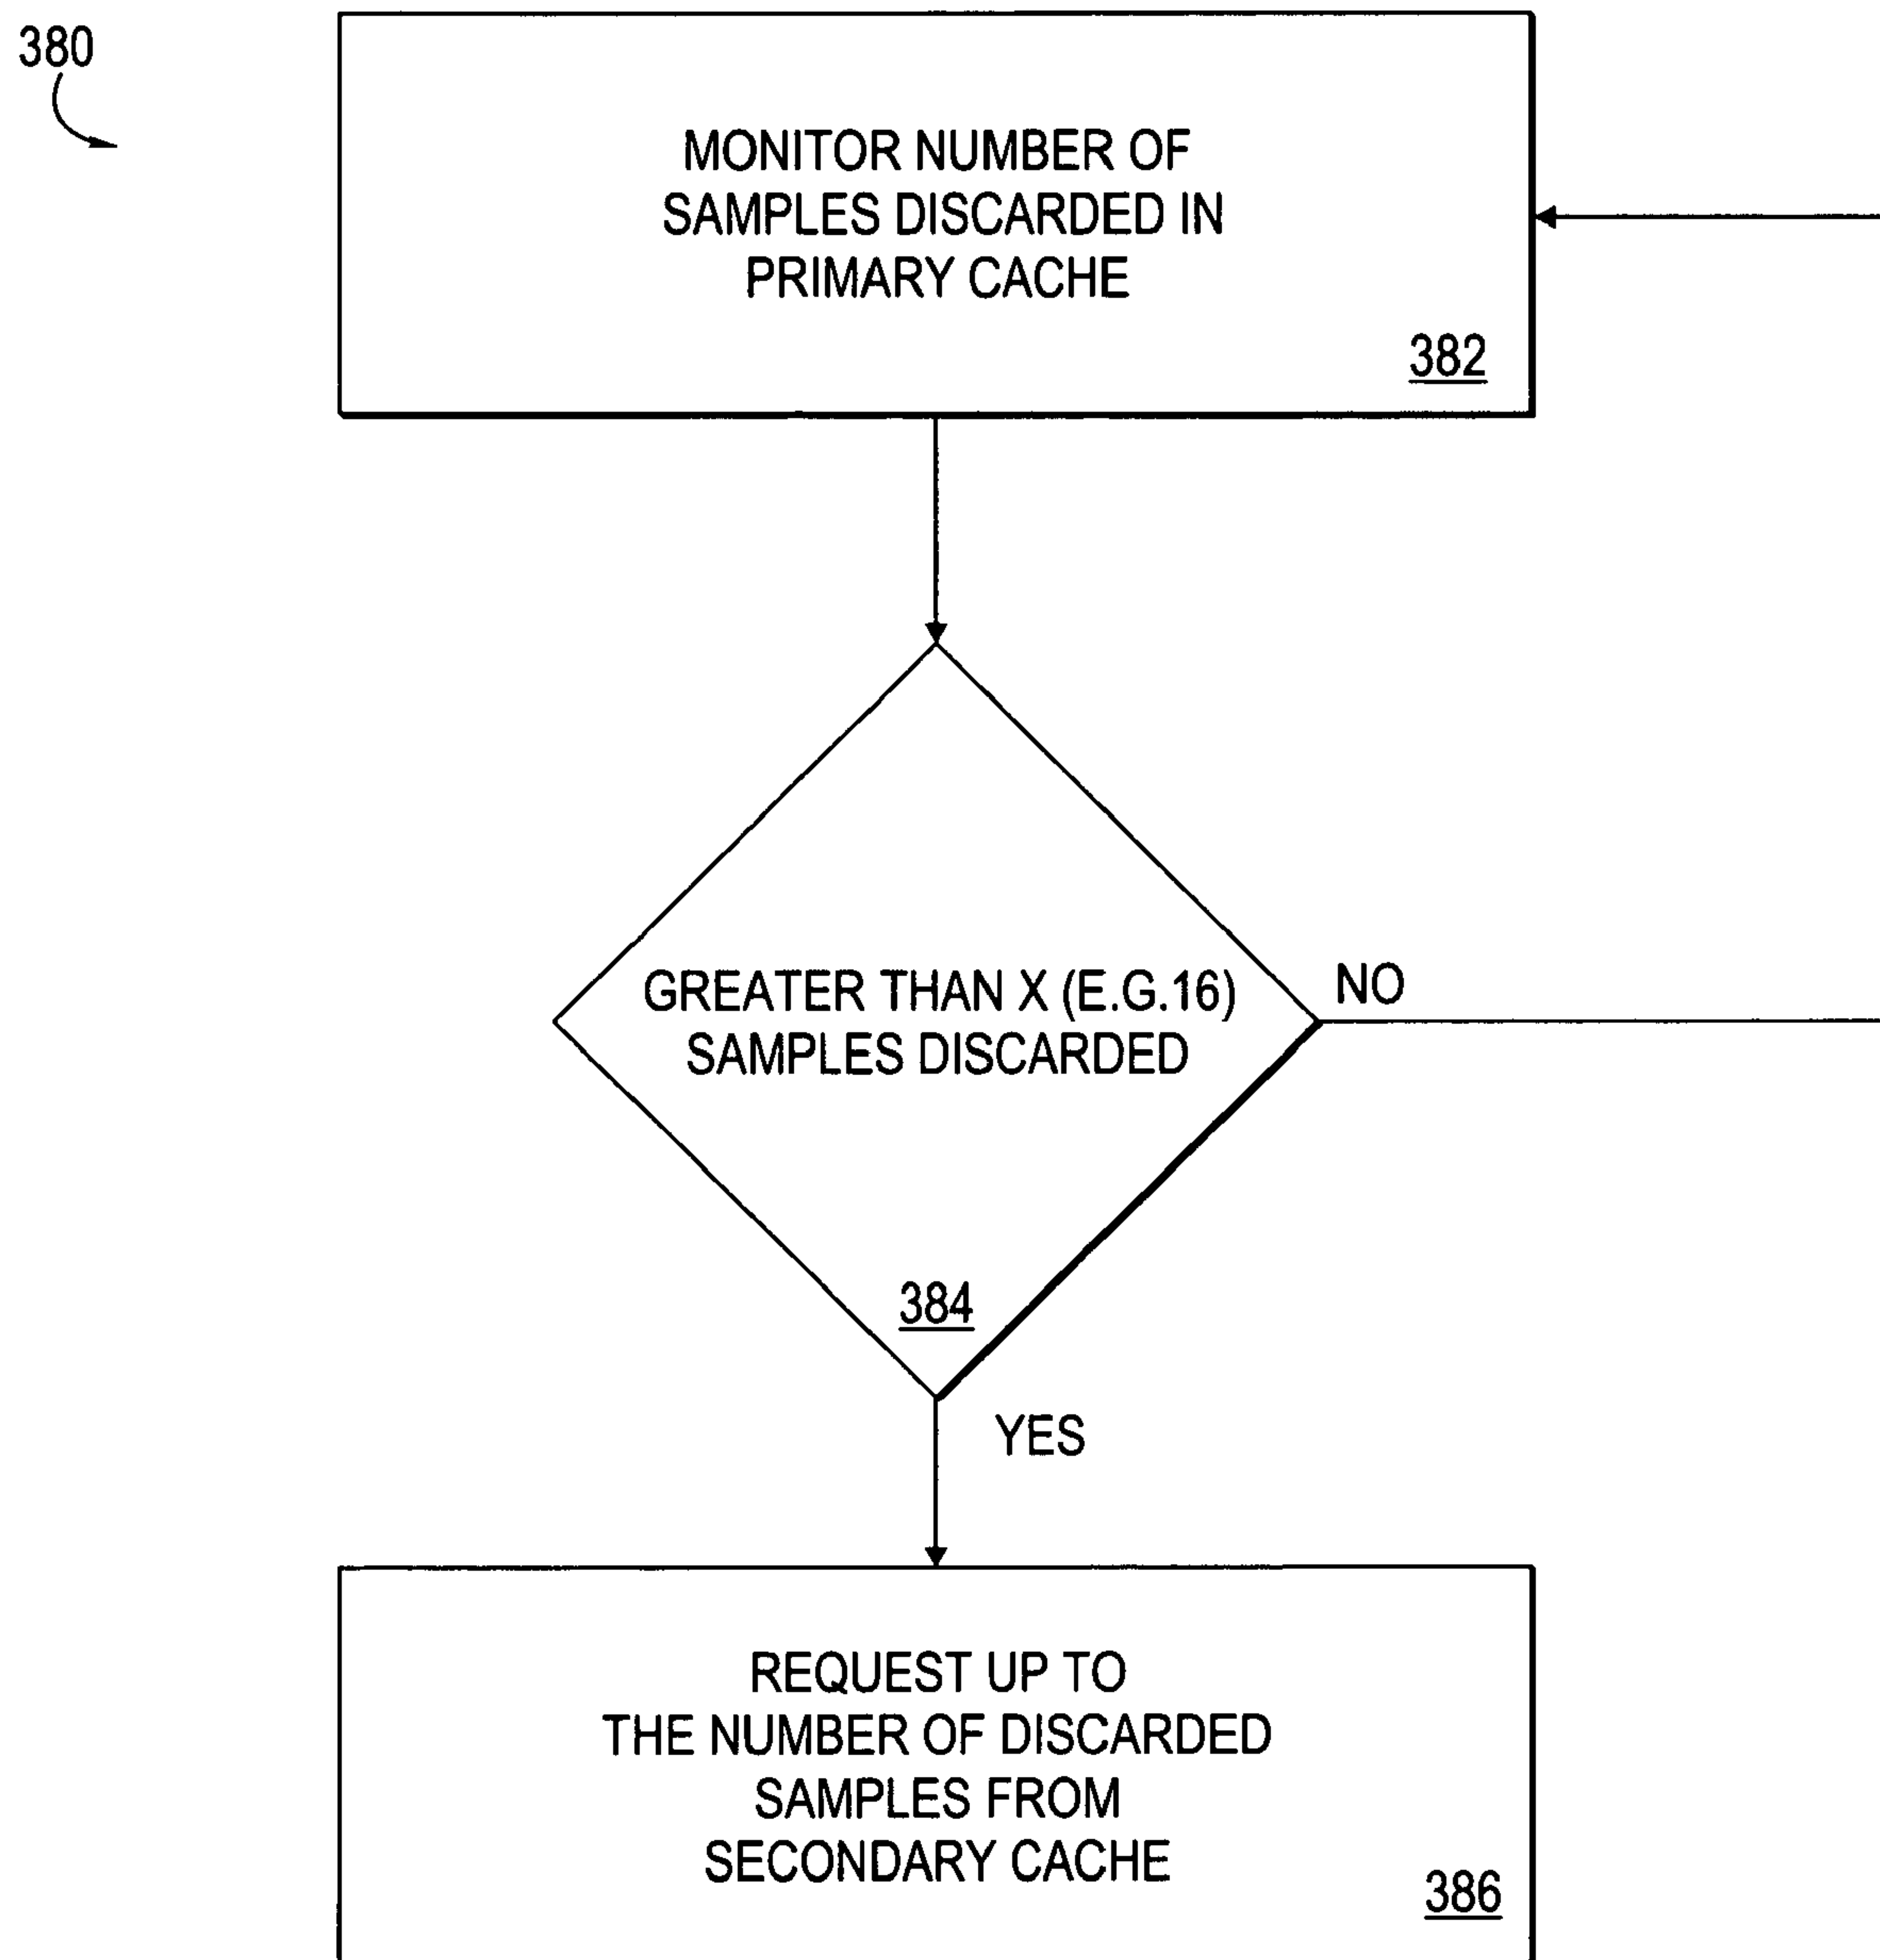 380
MONITOR NUMBER OF
SAMPLES DISCARDED IN
PRIMARY CACHE
382
GREATER THAN X (E.G.16)
SAMPLES DISCARDED
NO
384
YES
REQUEST UP TO
THE NUMBER OF DISCARDED
SAMPLES FROM
SECONDARY CACHE
386